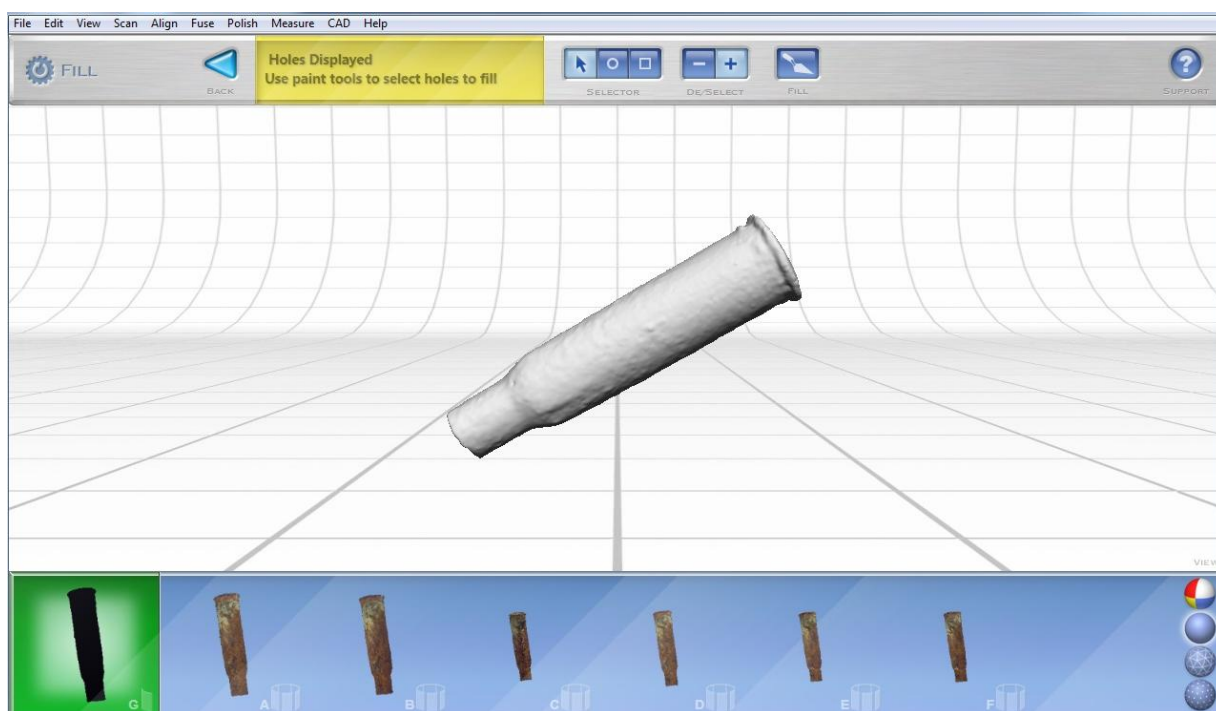 File Edit View Scan Align Fuse Polish Measure CAD Help
FILL
BACK
Holes Displayed
Use paint tools to select holes to fill
SELECTOR
DE/SELECT
FILL
?
SUPPORT
VIEW
G
A
B
C
D
E
F